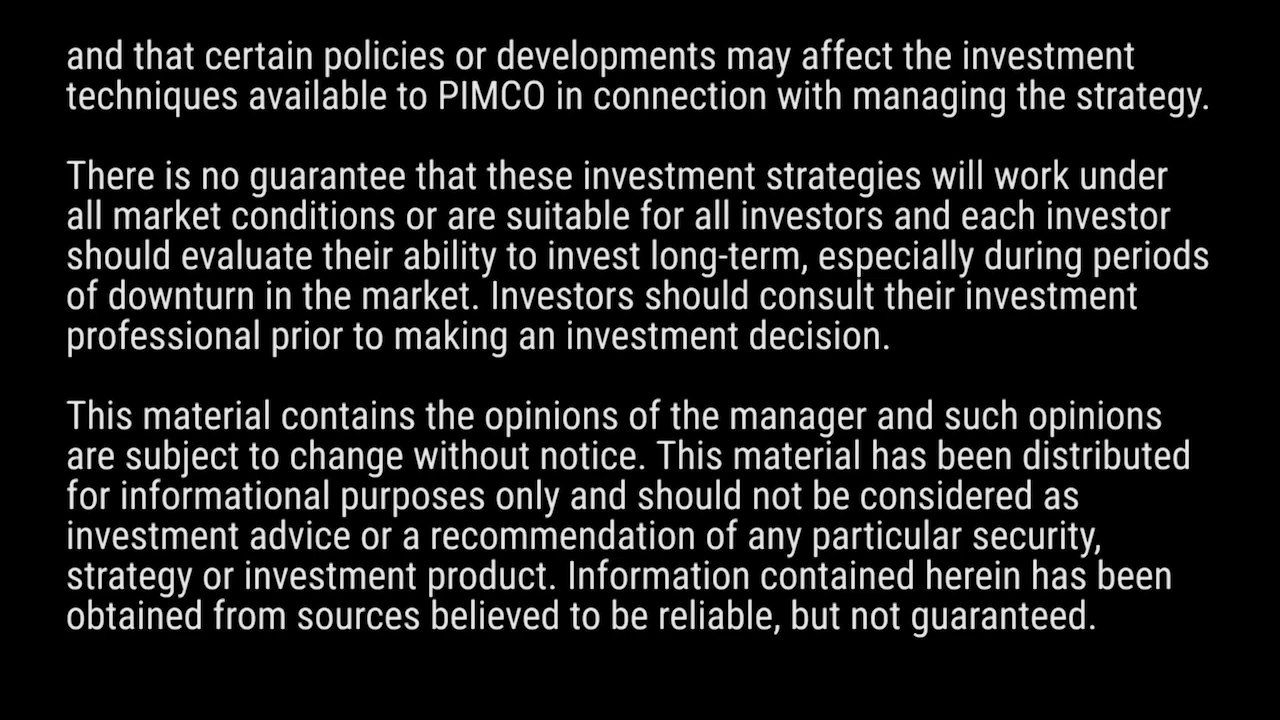 and that certain policies or developments may affect the investment
techniques available to PIMCO in connection with managing the strategy.
There is no guarantee that these investment strategies will work under
all market conditions or are suitable for all investors and each investor
should evaluate their ability to invest long-term, especially during periods
of downturn in the market. Investors should consult their investment
professional prior to making an investment decision.
This material contains the opinions of the manager and such opinions
are subject to change without notice. This material has been distributed
for informational purposes only and should not be considered as
investment advice or a recommendation of any particular security,
strategy or investment product. Information contained herein has been
obtained from sources believed to be reliable, but not guaranteed.